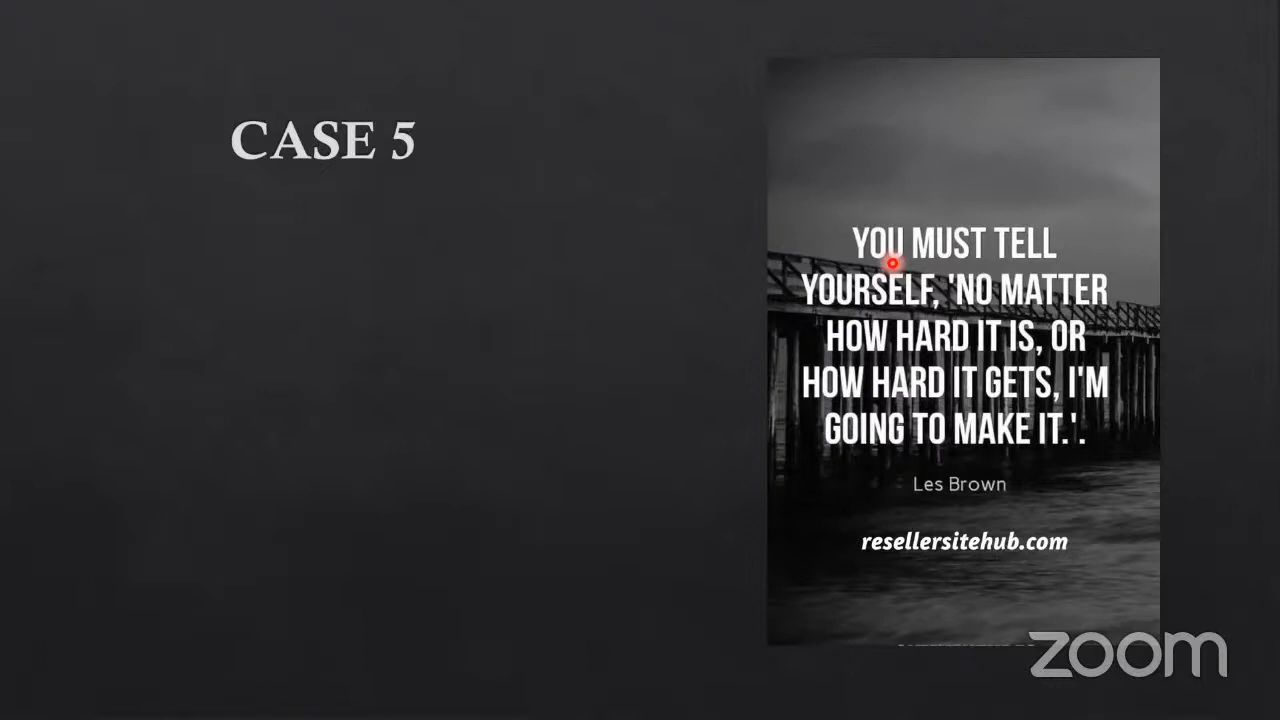 CASE 5
YOU MUST TELL
YOURSELF, 'NO MATTER
HOW HARD IT IS, OR
HOW HARD IT GETS, I'M
GOING TO MAKE IT.'.
Les Brown
resellersitehub.com
zoom